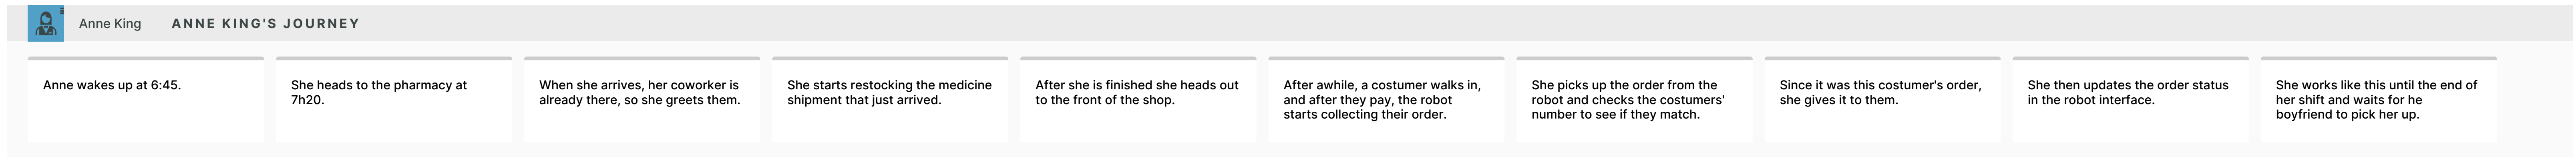 Anne King
ANNE KING'S JOURNEY
Anne wakes up at 6:45.
She heads to the pharmacy at
7h20.
When she arrives, her coworker is
already there, so she greets them.
She starts restocking the medicine
shipment that just arrived.
After she is finished she heads out
to the front of the shop.
After awhile, a costumer walks in,
and after they pay, the robot
starts collecting their order.
She picks up the order from the
robot and checks the costumers'
number to see if they match.
Since it was this costumer's order,
she gives it to them.
She then updates the order status
in the robot interface.
She works like this until the end of
her shift and waits for he
boyfriend to pick her up.